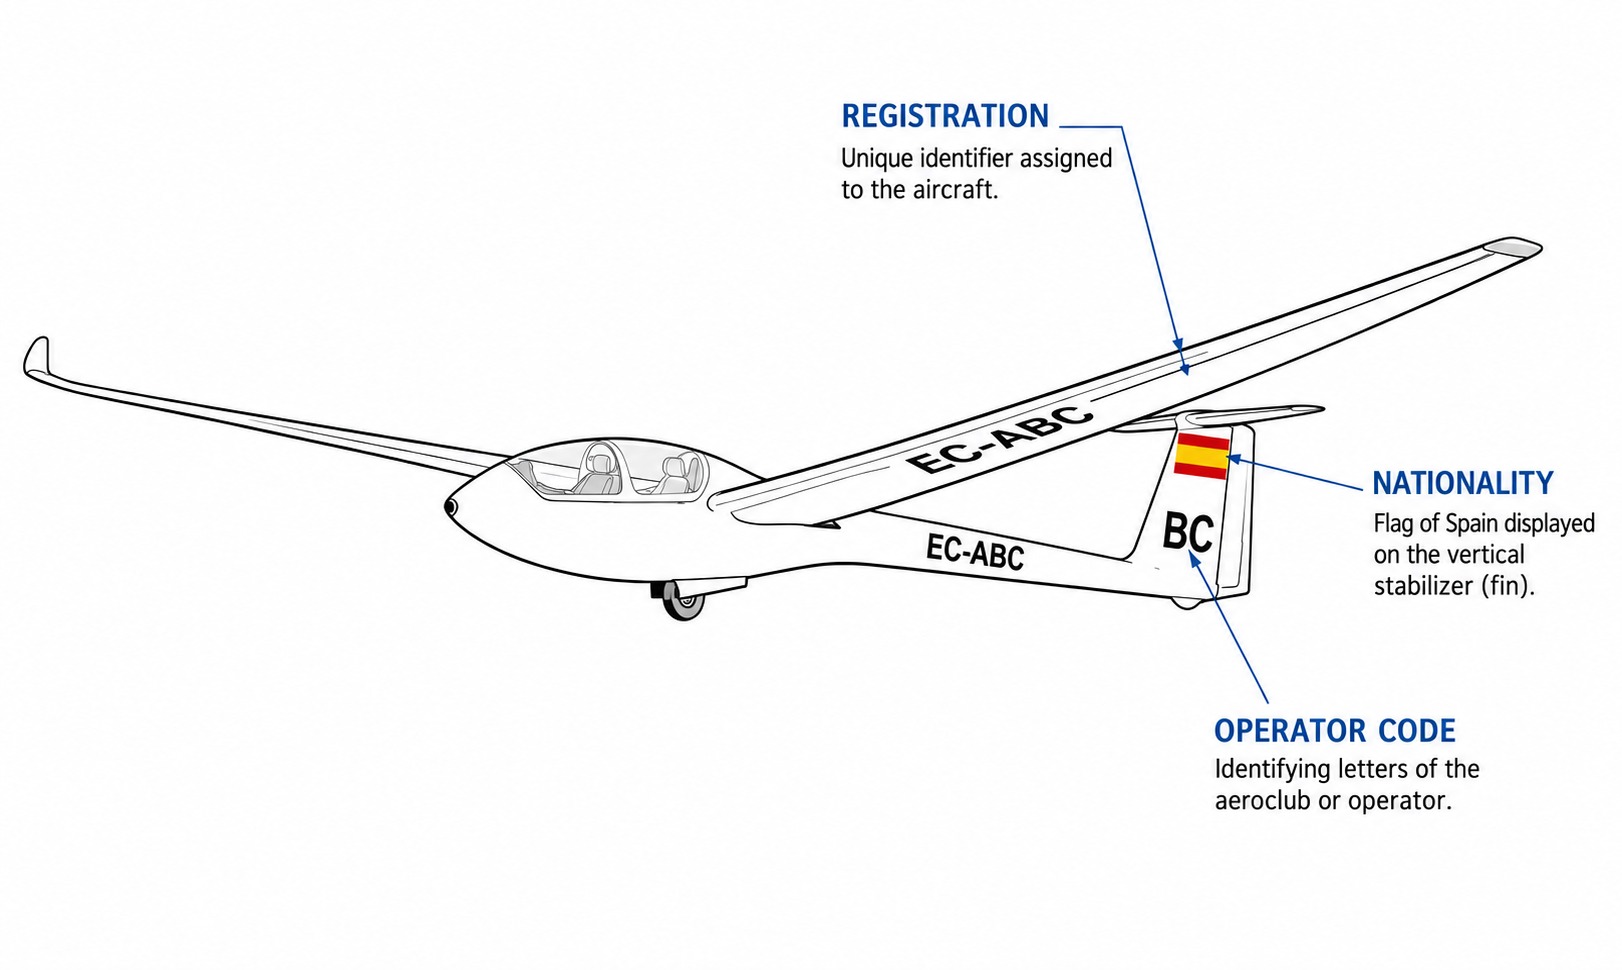 REGISTRATION
Unique identifier assigned
to the aircraft.
EC-ABC
EC-ABC
BC
NATIONALITY
Flag of Spain displayed
on the vertical
stabilizer (fin).
OPERATOR CODE
Identifying letters of the
aeroclub or operator.